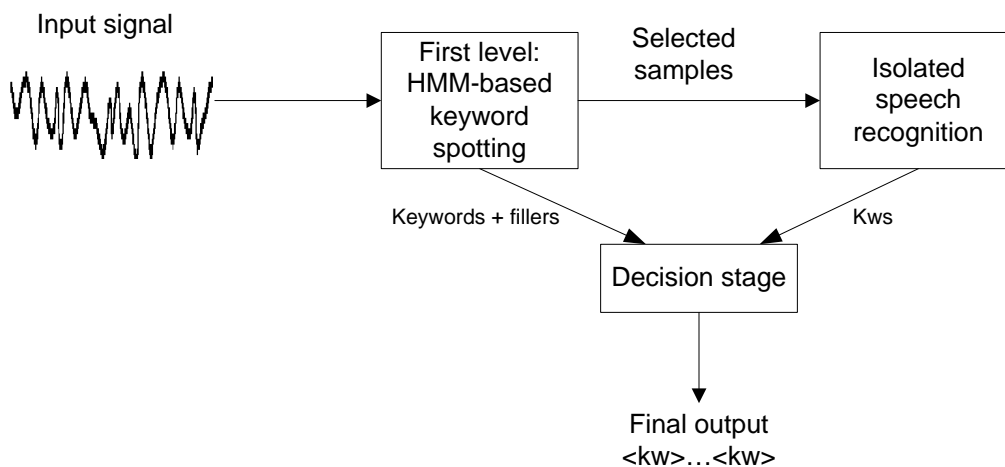 Input signal
First level:
HMM-based
keyword
spotting
Selected
samples
Isolated
speech
recognition
Keywords + fillers
Kws
Decision stage
Final output
<kw>…<kw>